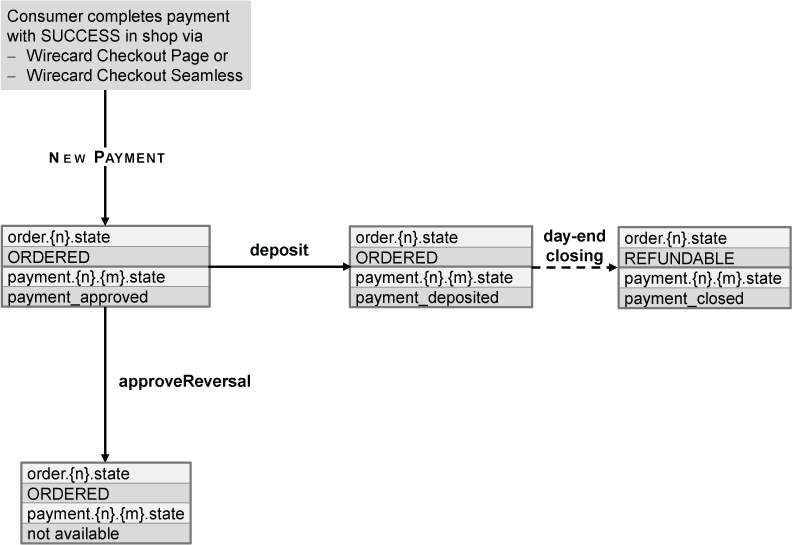 Consumer completes payment
with SUCCESS in shop via
– Wirecard Checkout Page or
– Wirecard Checkout Seamless
NEW PAYMENT
order.{n}.state
ORDERED
payment.{n}.{m}.state
payment_approved
deposit
order.{n}.state
ORDERED
payment.{n}.{m}.state
payment_deposited
day-end
closing
order.{n}.state
REFUNDABLE
payment.{n}.{m}.state
payment_closed
approveReversal
order.{n}.state
ORDERED
payment.{n}.{m}.state
not available